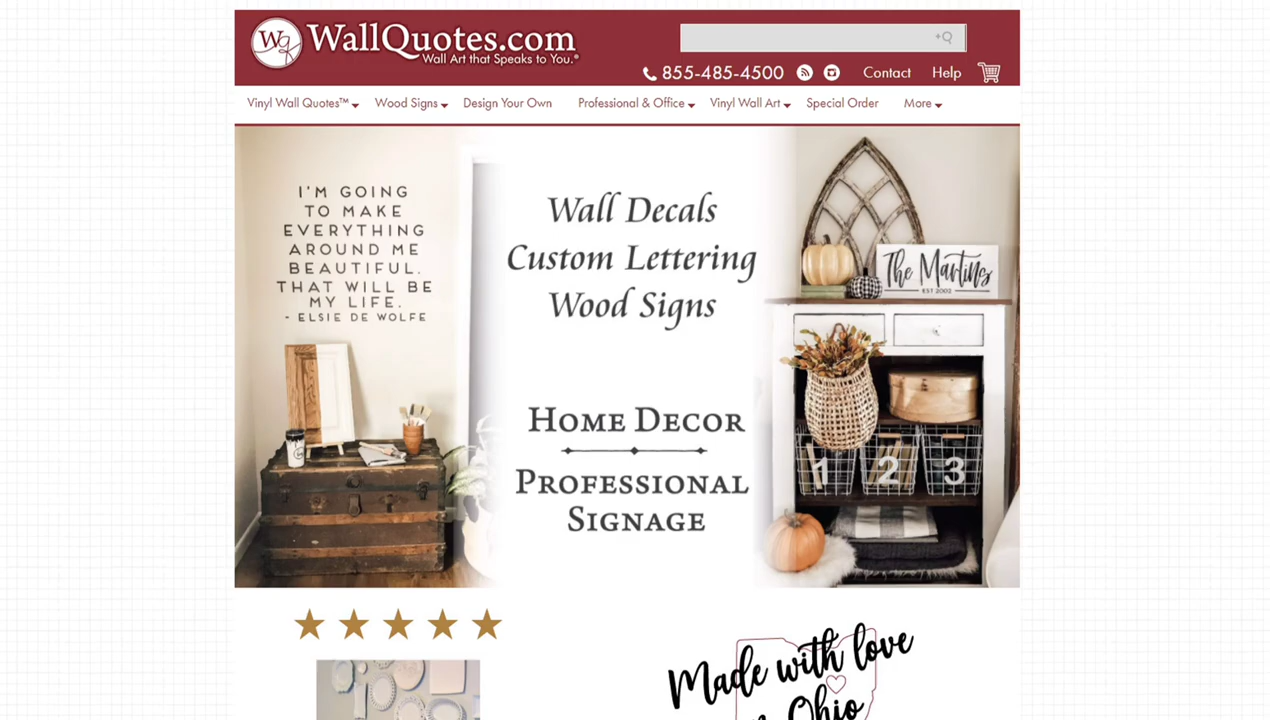 WallQuotes.com
Wall Art that Speaks to You.®
855-485-4500
Contact
Help
Vinyl Wall Quotes™
Wood Signs
Design Your Own
Professional & Office
Vinyl Wall Art
Special Order
More
I'M GOING
TO MAKE
EVERYTHING
AROUND ME
BEAUTIFUL.
THAT WILL BE
MY LIFE.
- ELSIE DE WOLFE
Wall Decals
Custom Lettering
Wood Signs
HOME DECOR
PROFESSIONAL
SIGNAGE
The Martins
EST 2002
1 2 3
Made with love
Ohio